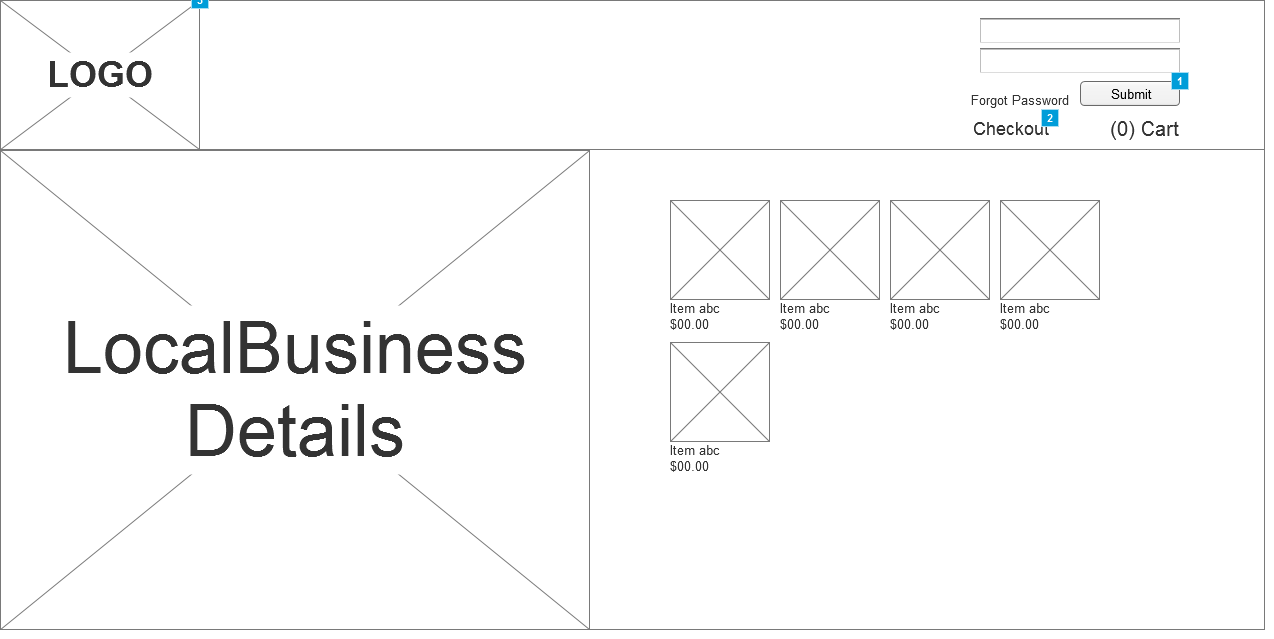 LOGO
1
Submit
Forgot Password
2
Checkout
(0) Cart
LocalBusiness
Details
Item abc
$00.00
Item abc
$00.00
Item abc
$00.00
Item abc
$00.00
Item abc
$00.00